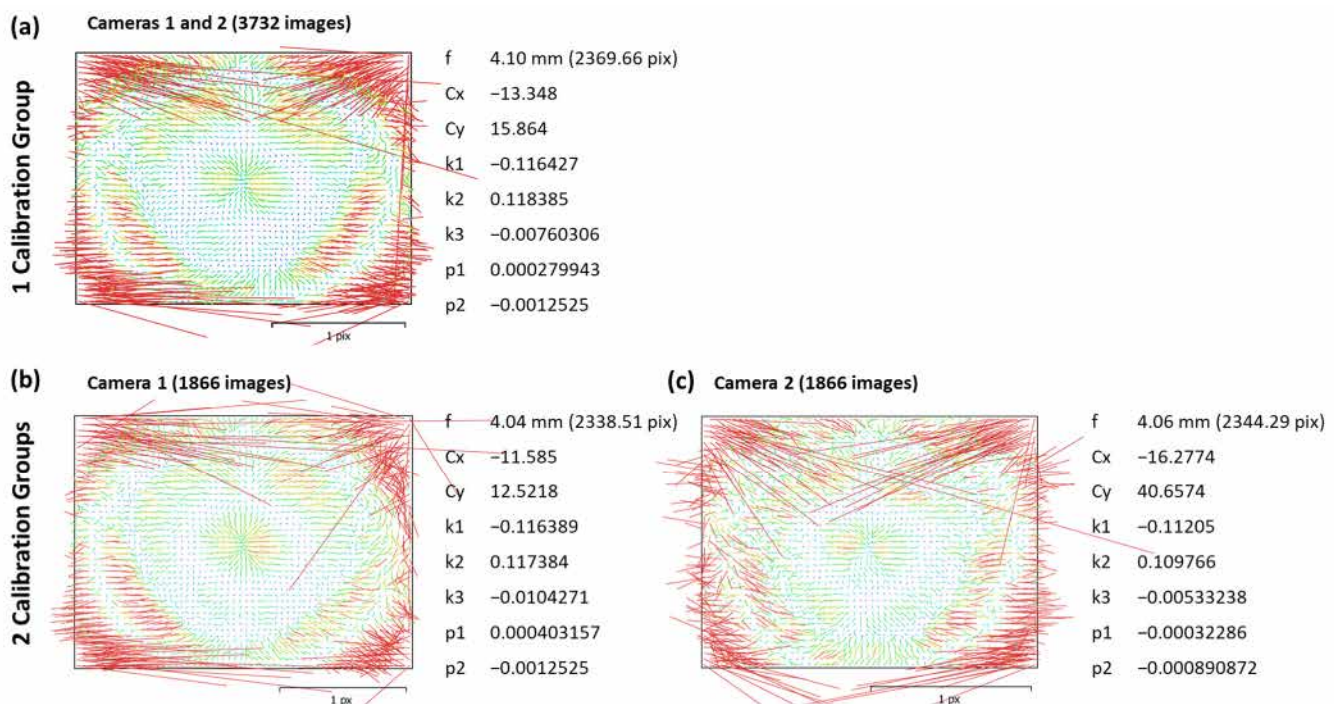 (a)
Cameras 1 and 2 (3732 images)
1 Calibration Group
f 4.10 mm (2369.66 pix)
Cx −13.348
Cy 15.864
k1 −0.116427
k2 0.118385
k3 −0.00760306
p1 0.000279943
p2 −0.0012525
1 pix
2 Calibration Groups
(b)
Camera 1 (1866 images)
f 4.04 mm (2338.51 pix)
Cx −11.585
Cy 12.5218
k1 −0.116389
k2 0.117384
k3 −0.0104271
p1 0.000403157
p2 −0.0012525
1 px
(c)
Camera 2 (1866 images)
f 4.06 mm (2344.29 pix)
Cx −16.2774
Cy 40.6574
k1 −0.11205
k2 0.109766
k3 −0.00533238
p1 −0.00032286
p2 −0.000890872
1 px